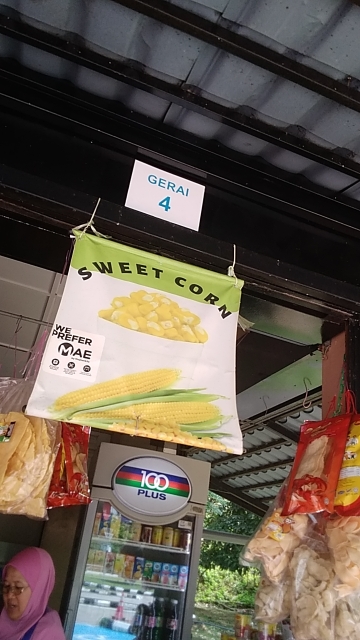 GERAI
4
SWEET CORN
WE
PREFER
MAE
100
PLUS